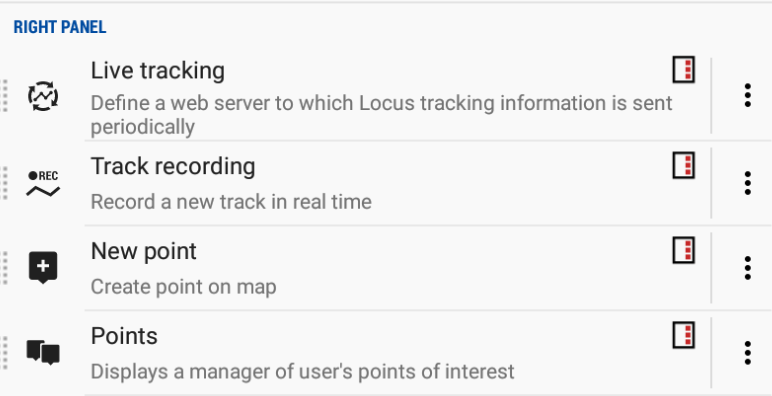 RIGHT PANEL
Live tracking
Define a web server to which Locus tracking information is sent
periodically
REC
Track recording
Record a new track in real time
New point
Create point on map
Points
Displays a manager of user's points of interest